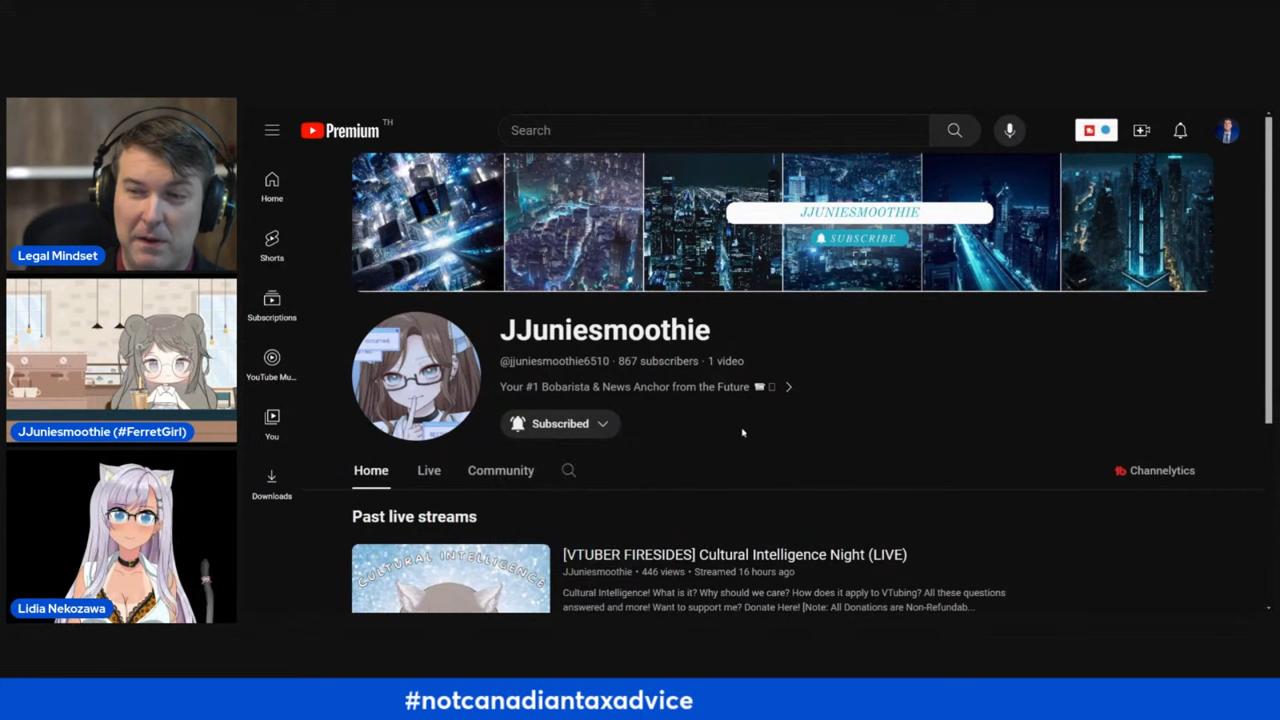 Legal Mindset
JJuniesmoothie (#FerretGirl)
Lidia Nekozawa
Premium TH
Search
Home
Shorts
Subscriptions
YouTube Mu...
You
Downloads
JJUNIESMOOTHIE
SUBSCRIBE
JJuniesmoothie
@jjuniesmoothie6510 · 867 subscribers · 1 video
Your #1 Bobarista & News Anchor from the Future
Subscribed
Home Live Community
Channelytics
Past live streams
CULTURAL INTELLIGENCE
[VTUBER FIRESIDES] Cultural Intelligence Night (LIVE)
JJuniesmoothie • 446 views • Streamed 16 hours ago
Cultural Intelligence! What is it? Why should we care? How does it apply to VTubing? All these questions
answered and more! Want to support me? Donate Here! [Note: All Donations are Non-Refundab...
#notcanadiantaxadvice